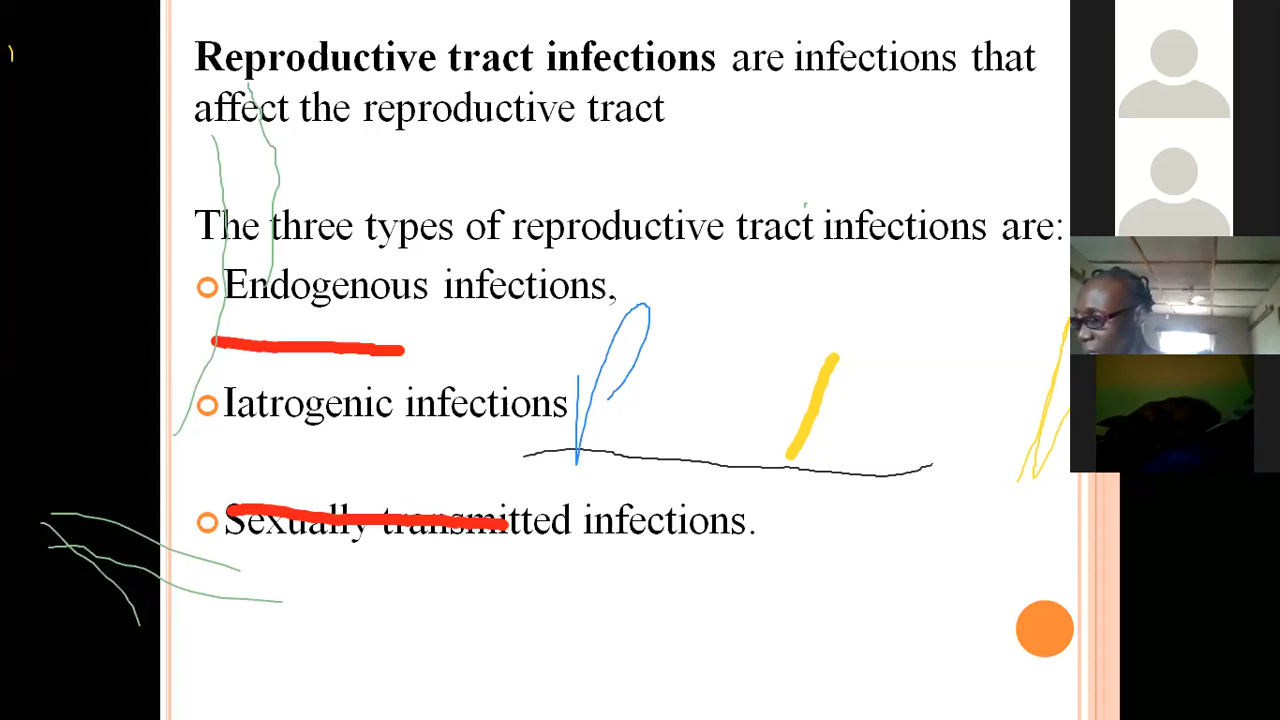 Reproductive tract infections are infections that
affect the reproductive tract
The three types of reproductive tract infections are:
Endogenous infections,
Iatrogenic infections
Sexually transmitted infections.